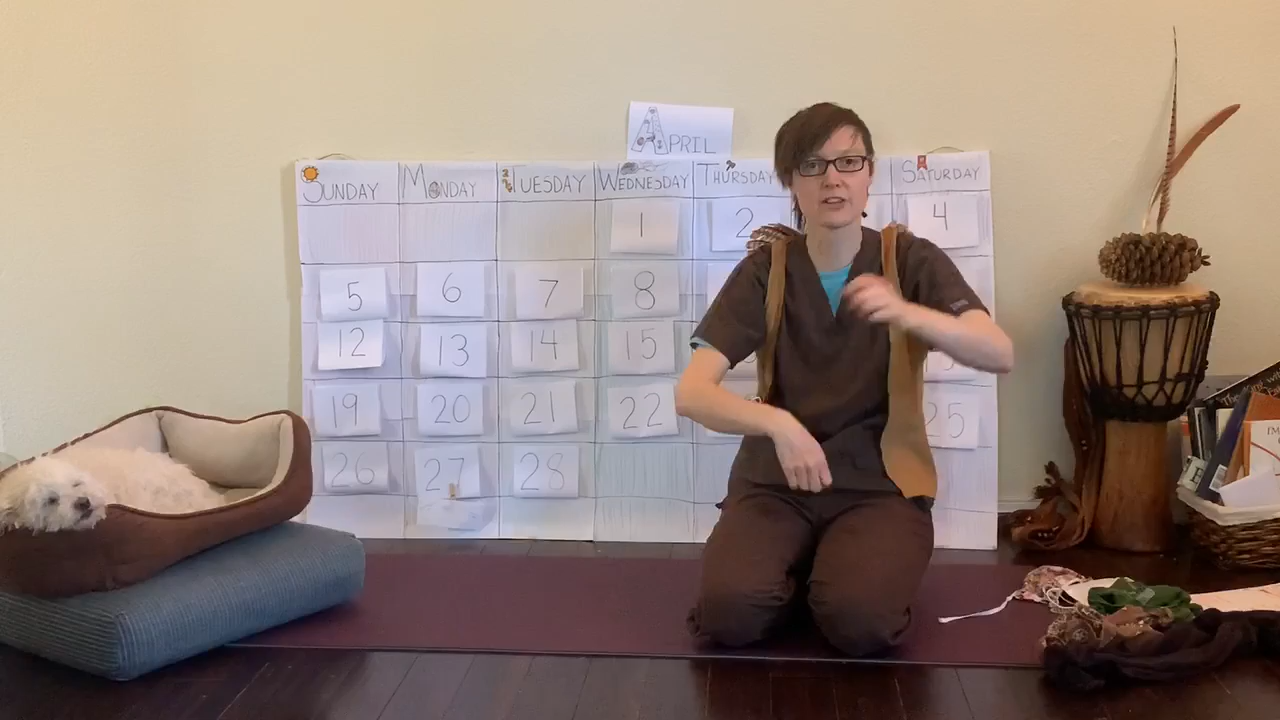 APRIL
SUNDAY MONDAY TUESDAY WEDNESDAY THURSDAY SATURDAY
1 2 4
5 6 7 8
12 13 14 15
19 20 21 22 25
26 27 28